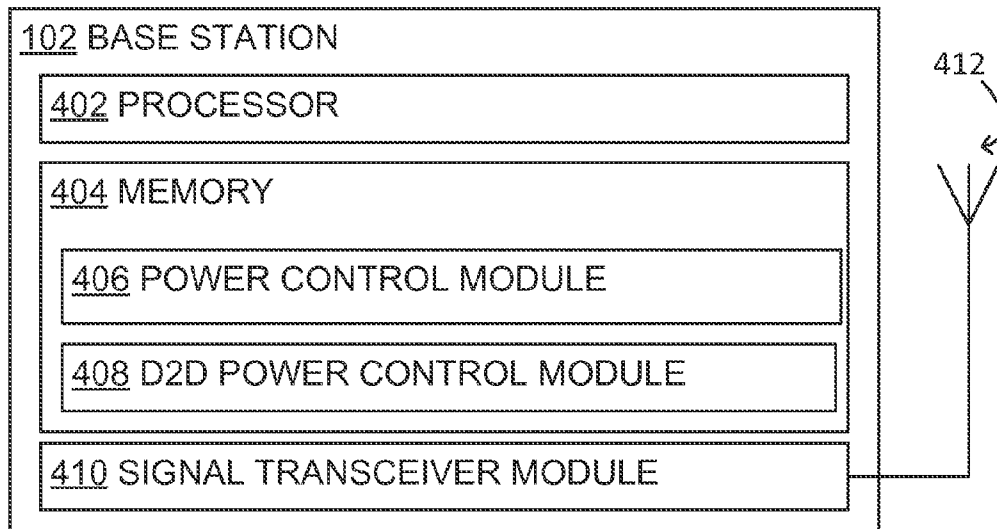 102 BASE STATION
402 PROCESSOR
412
404 MEMORY
406 POWER CONTROL MODULE
408 D2D POWER CONTROL MODULE
410 SIGNAL TRANSCEIVER MODULE